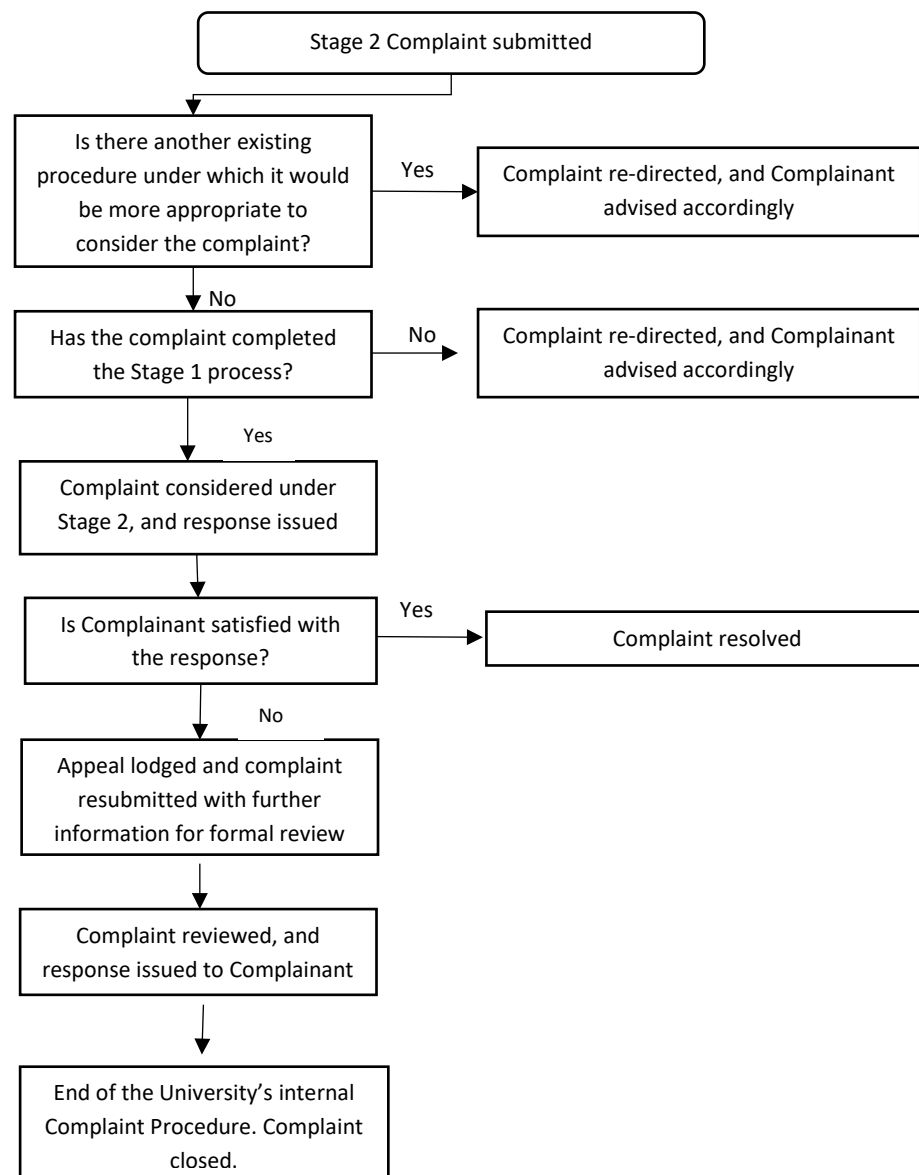 Stage 2 Complaint submitted
Is there another existing
procedure under which it would
be more appropriate to
consider the complaint?
Yes
Complaint re-directed, and Complainant
advised accordingly
No
Has the complaint completed
the Stage 1 process?
No
Complaint re-directed, and Complainant
advised accordingly
Yes
Complaint considered under
Stage 2, and response issued
Is Complainant satisfied with
the response?
Yes
Complaint resolved
No
Appeal lodged and complaint
resubmitted with further
information for formal review
Complaint reviewed, and
response issued to Complainant
End of the University’s internal
Complaint Procedure. Complaint
closed.